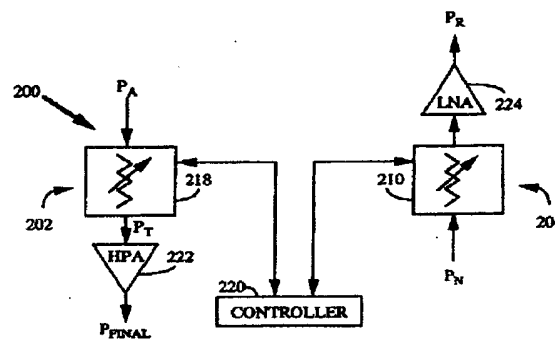 200
P_A
202
218
P_T
HPA
222
P_FINAL
220
CONTROLLER
P_R
LNA
224
210
20
P_N